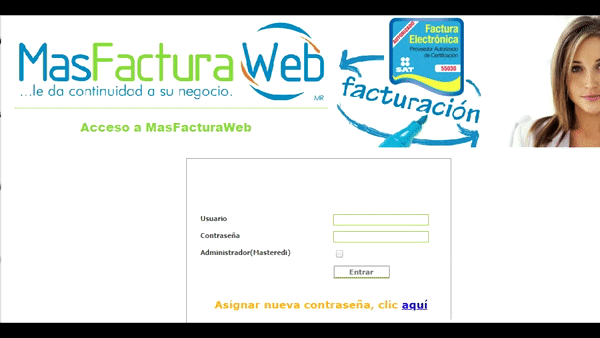 MasFacturaWeb
...le da continuidad a su negocio.
MR
AUTORIZADA
Factura
Electrónica
Proveedor Autorizado
de Certificación
SAT
55030
facturación
Acceso a MasFacturaWeb
Usuario
Contraseña
Administrador(Masteredi)
Entrar
Asignar nueva contraseña, clic aquí